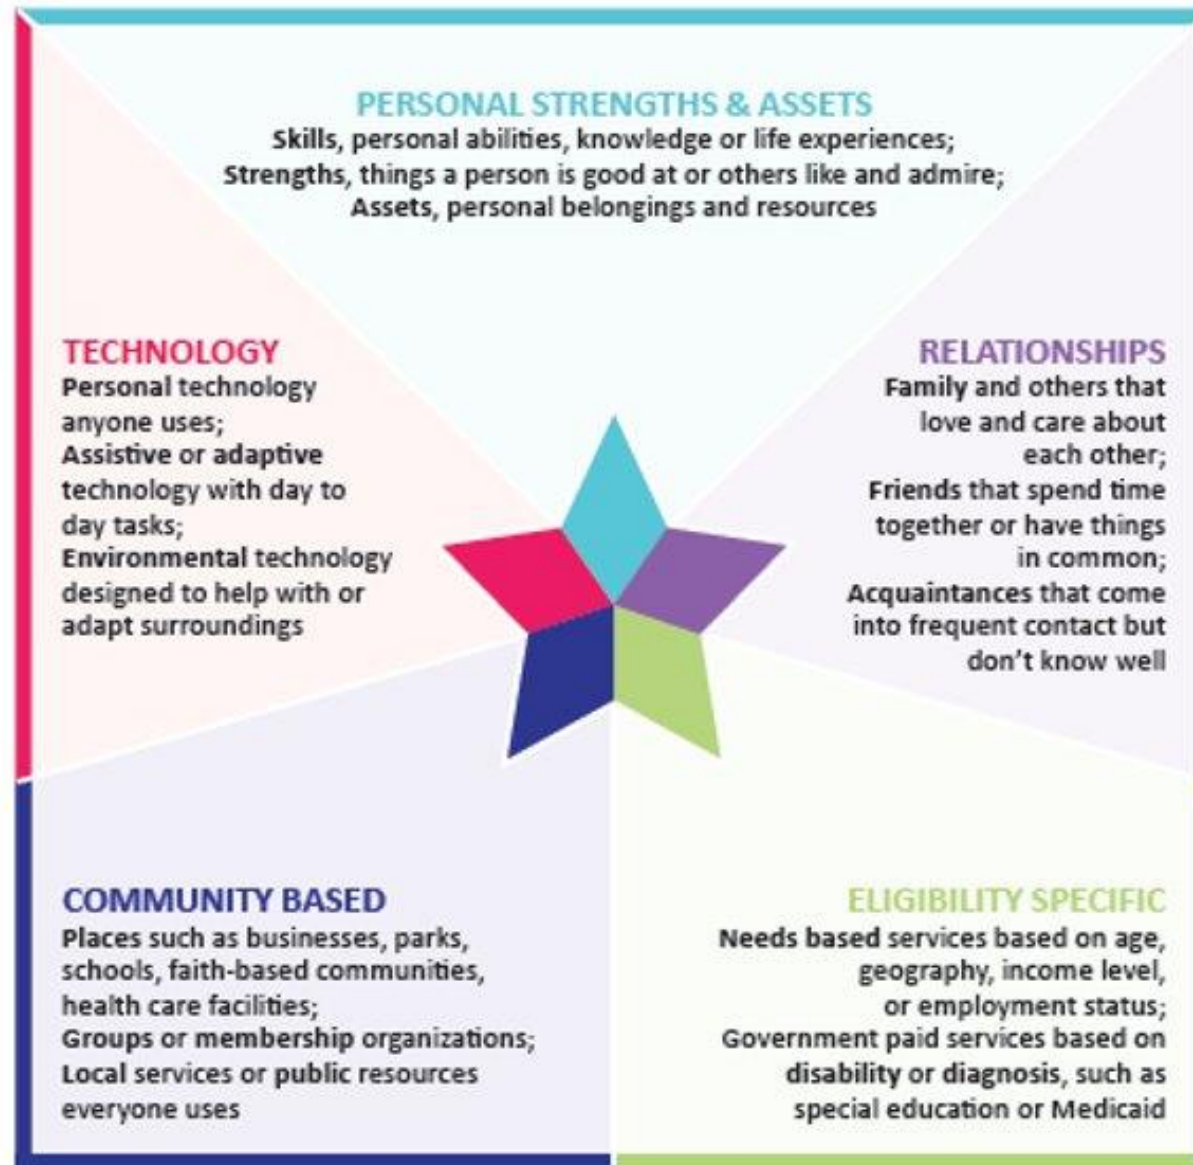 PERSONAL STRENGTHS & ASSETS
Skills, personal abilities, knowledge or life experiences;
Strengths, things a person is good at or others like and admire;
Assets, personal belongings and resources
TECHNOLOGY
Personal technology
anyone uses;
Assistive or adaptive
technology with day to
day tasks;
Environmental technology
designed to help with or
adapt surroundings
RELATIONSHIPS
Family and others that
love and care about
each other;
Friends that spend time
together or have things
in common;
Acquaintances that come
into frequent contact but
don't know well
COMMUNITY BASED
Places such as businesses, parks,
schools, faith-based communities,
health care facilities;
Groups or membership organizations;
Local services or public resources
everyone uses
ELIGIBILITY SPECIFIC
Needs based services based on age,
geography, income level,
or employment status;
Government paid services based on
disability or diagnosis, such as
special education or Medicaid